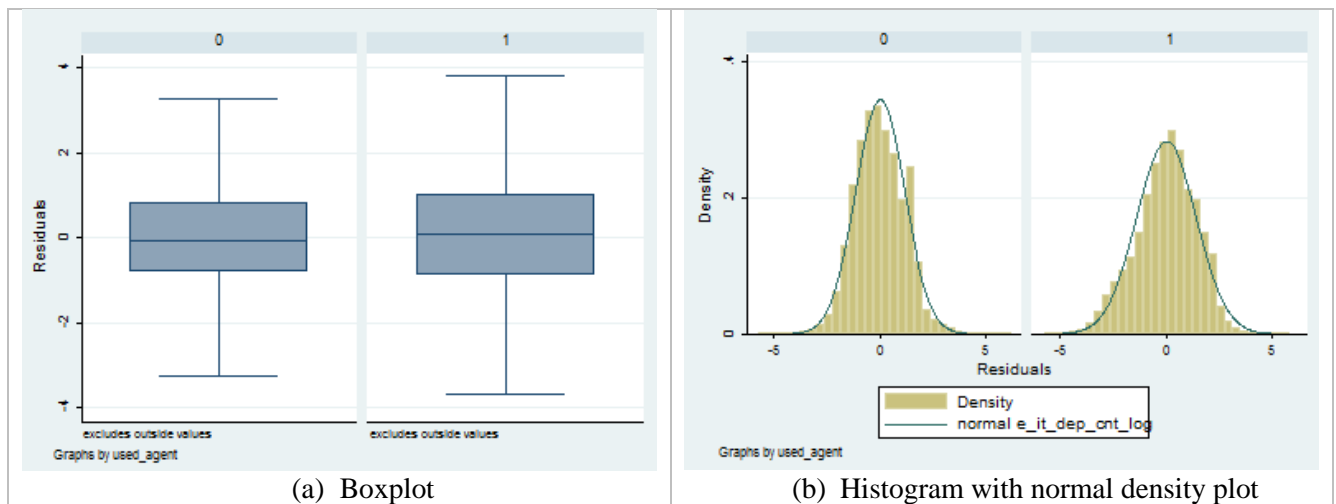 0 1
4
2
0
-2
-4
Residuals
excludes outside values excludes outside values
Graphs by used_agent
(a) Boxplot
0 1
.4
.2
0
Density
-5 0 5 -5 0 5
Residuals
Density
normal e_it_dep_cnt_log
Graphs by used_agent
(b) Histogram with normal density plot